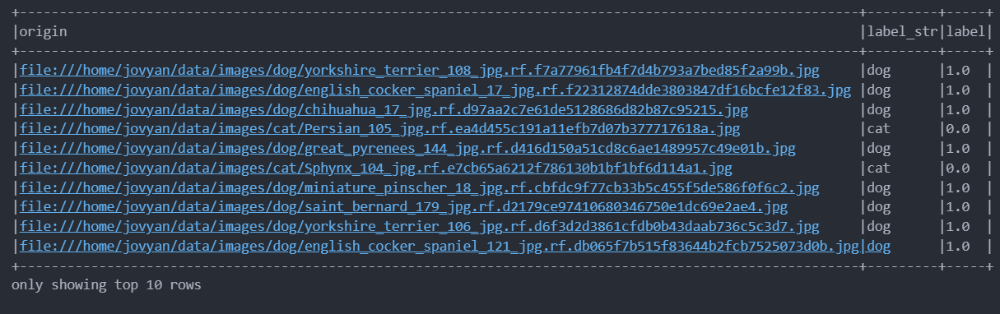 +----------------------------------------------------------------------------------------------------------+---------+-----+
|origin                                                                                                    |label_str|label|
+----------------------------------------------------------------------------------------------------------+---------+-----+
|file:///home/jovyan/data/images/dog/yorkshire_terrier_108_jpg.rf.f7a77961fb4f7d4b793a7bed85f2a99b.jpg     |dog      |1.0  |
|file:///home/jovyan/data/images/dog/english_cocker_spaniel_17_jpg.rf.f22312874dde3803847df16bcfe12f83.jpg |dog      |1.0  |
|file:///home/jovyan/data/images/dog/chihuahua_17_jpg.rf.d97aa2c7e61de5128686d82b87c95215.jpg              |dog      |1.0  |
|file:///home/jovyan/data/images/cat/Persian_105_jpg.rf.ea4d455c191a11efb7d07b377717618a.jpg               |cat      |0.0  |
|file:///home/jovyan/data/images/dog/great_pyrenees_144_jpg.rf.d416d150a51cd8c6ae1489957c49e01b.jpg        |dog      |1.0  |
|file:///home/jovyan/data/images/cat/Sphynx_104_jpg.rf.e7cb65a6212f786130b1bf1bf6d114a1.jpg                |cat      |0.0  |
|file:///home/jovyan/data/images/dog/miniature_pinscher_18_jpg.rf.cbfdc9f77cb33b5c455f5de586f0f6c2.jpg     |dog      |1.0  |
|file:///home/jovyan/data/images/dog/saint_bernard_179_jpg.rf.d2179ce97410680346750e1dc69e2ae4.jpg         |dog      |1.0  |
|file:///home/jovyan/data/images/dog/yorkshire_terrier_106_jpg.rf.d6f3d2d3861cfdb0b43daab736c5c3d7.jpg     |dog      |1.0  |
|file:///home/jovyan/data/images/dog/english_cocker_spaniel_121_jpg.rf.db065f7b515f83644b2fcb7525073d0b.jpg|dog      |1.0  |
+----------------------------------------------------------------------------------------------------------+---------+-----+
only showing top 10 rows